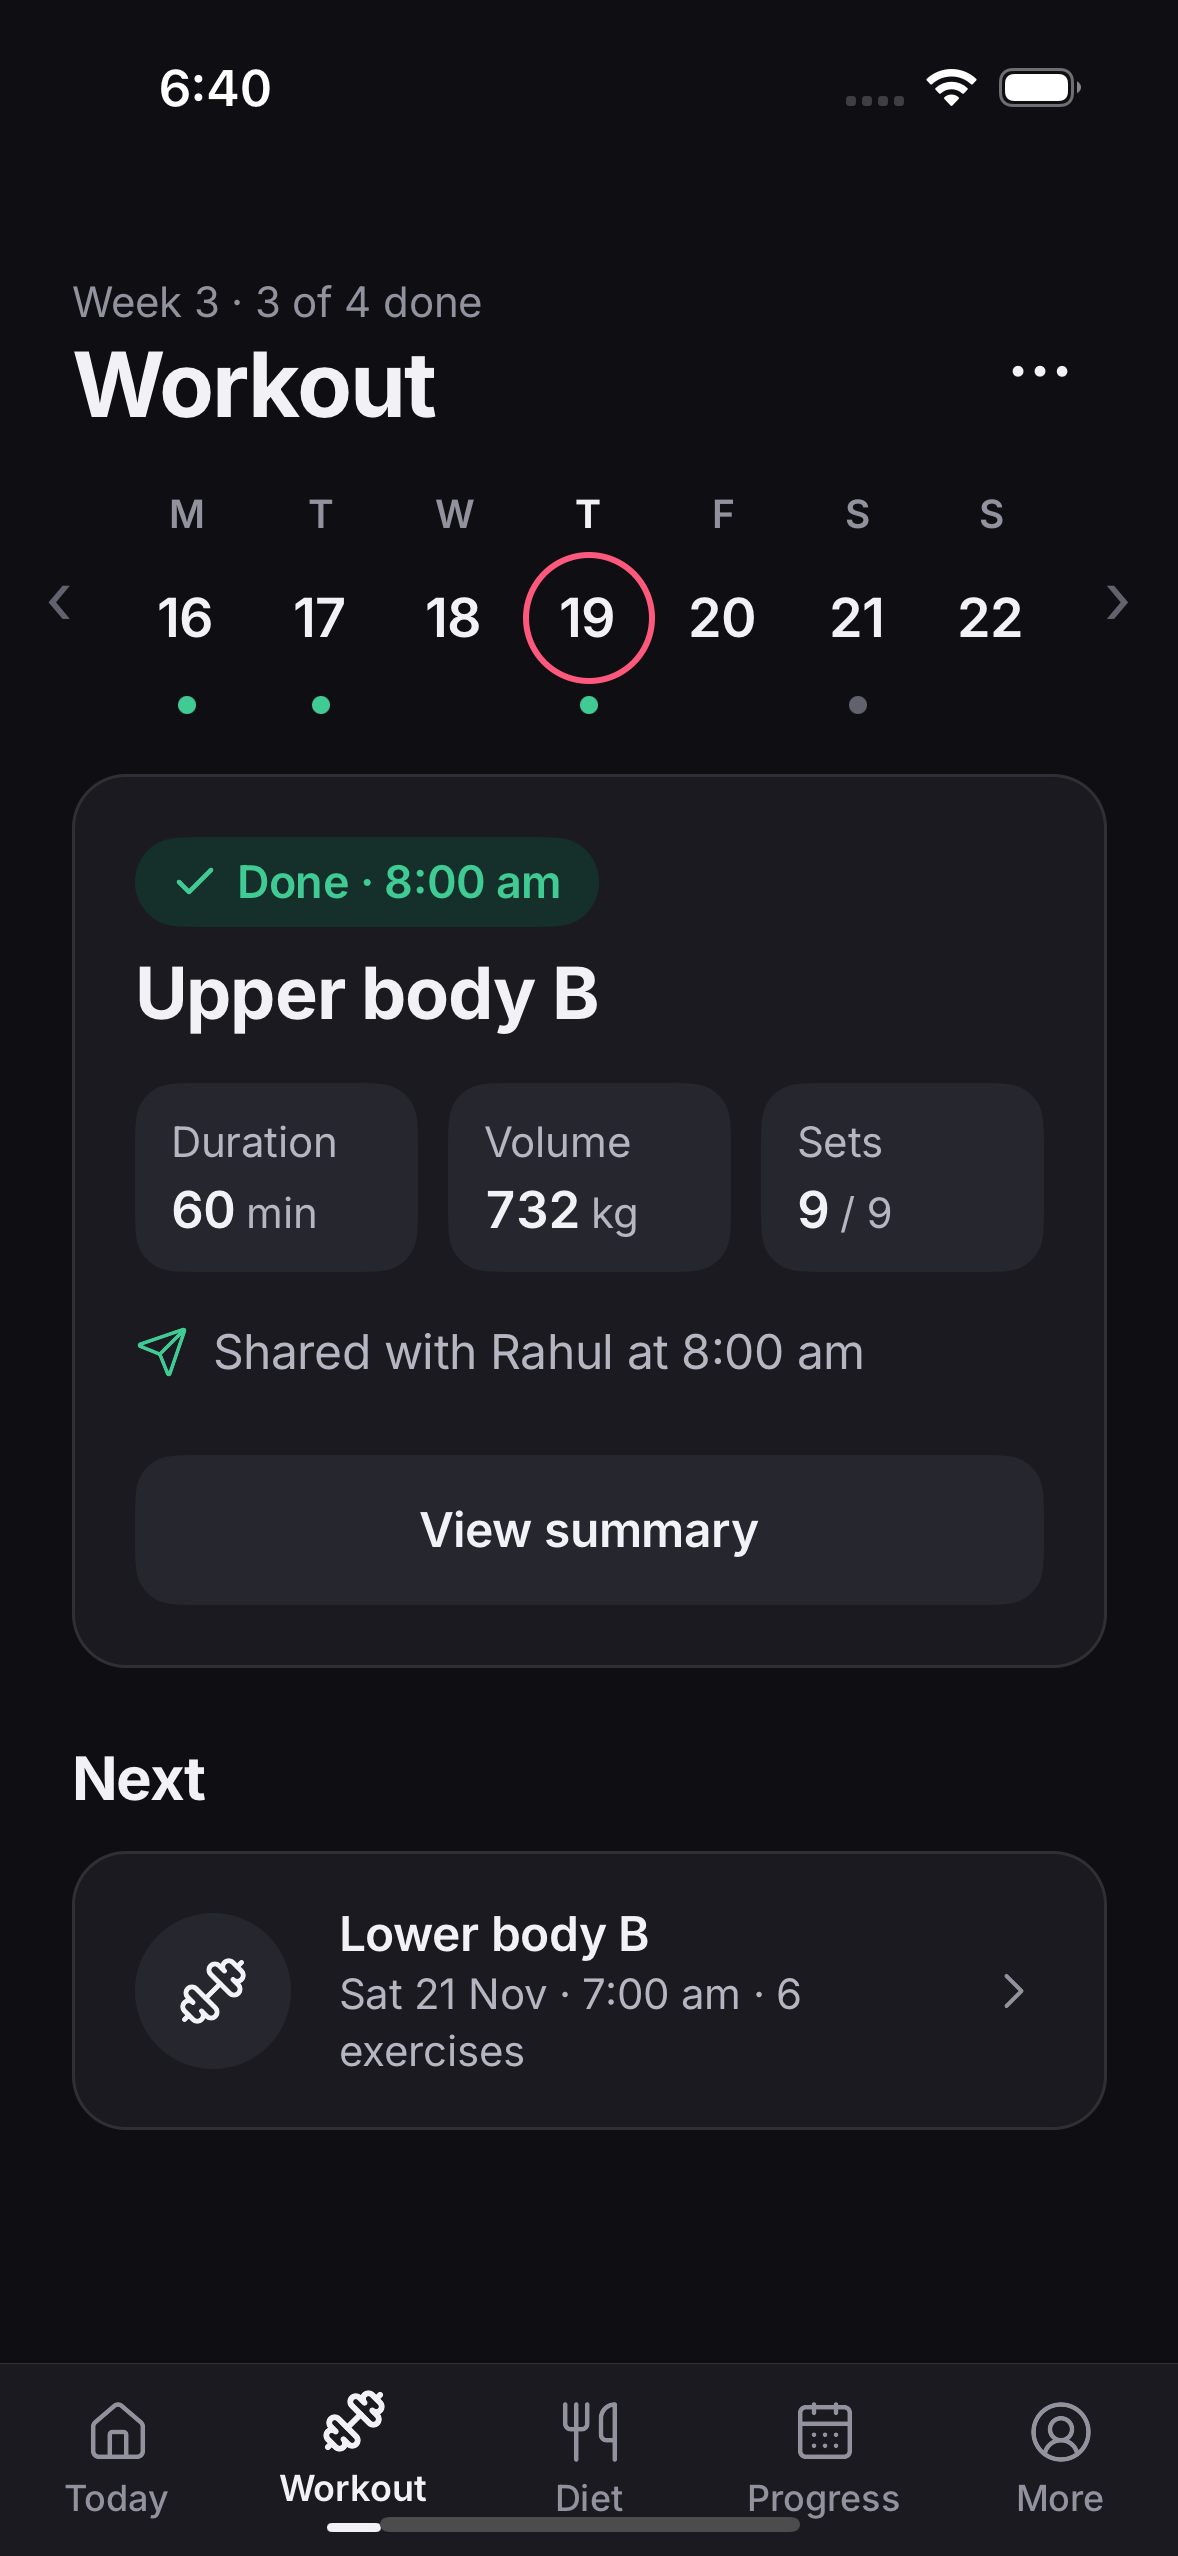 6:40
Week 3 · 3 of 4 done
Workout
M T W T F S S
16 17 18 19 20 21 22
Done · 8:00 am
Upper body B
Duration Volume Sets
60 min 732 kg 9 / 9
Shared with Rahul at 8:00 am
View summary
Next
Lower body B
Sat 21 Nov · 7:00 am · 6
exercises
Today Workout Diet Progress More